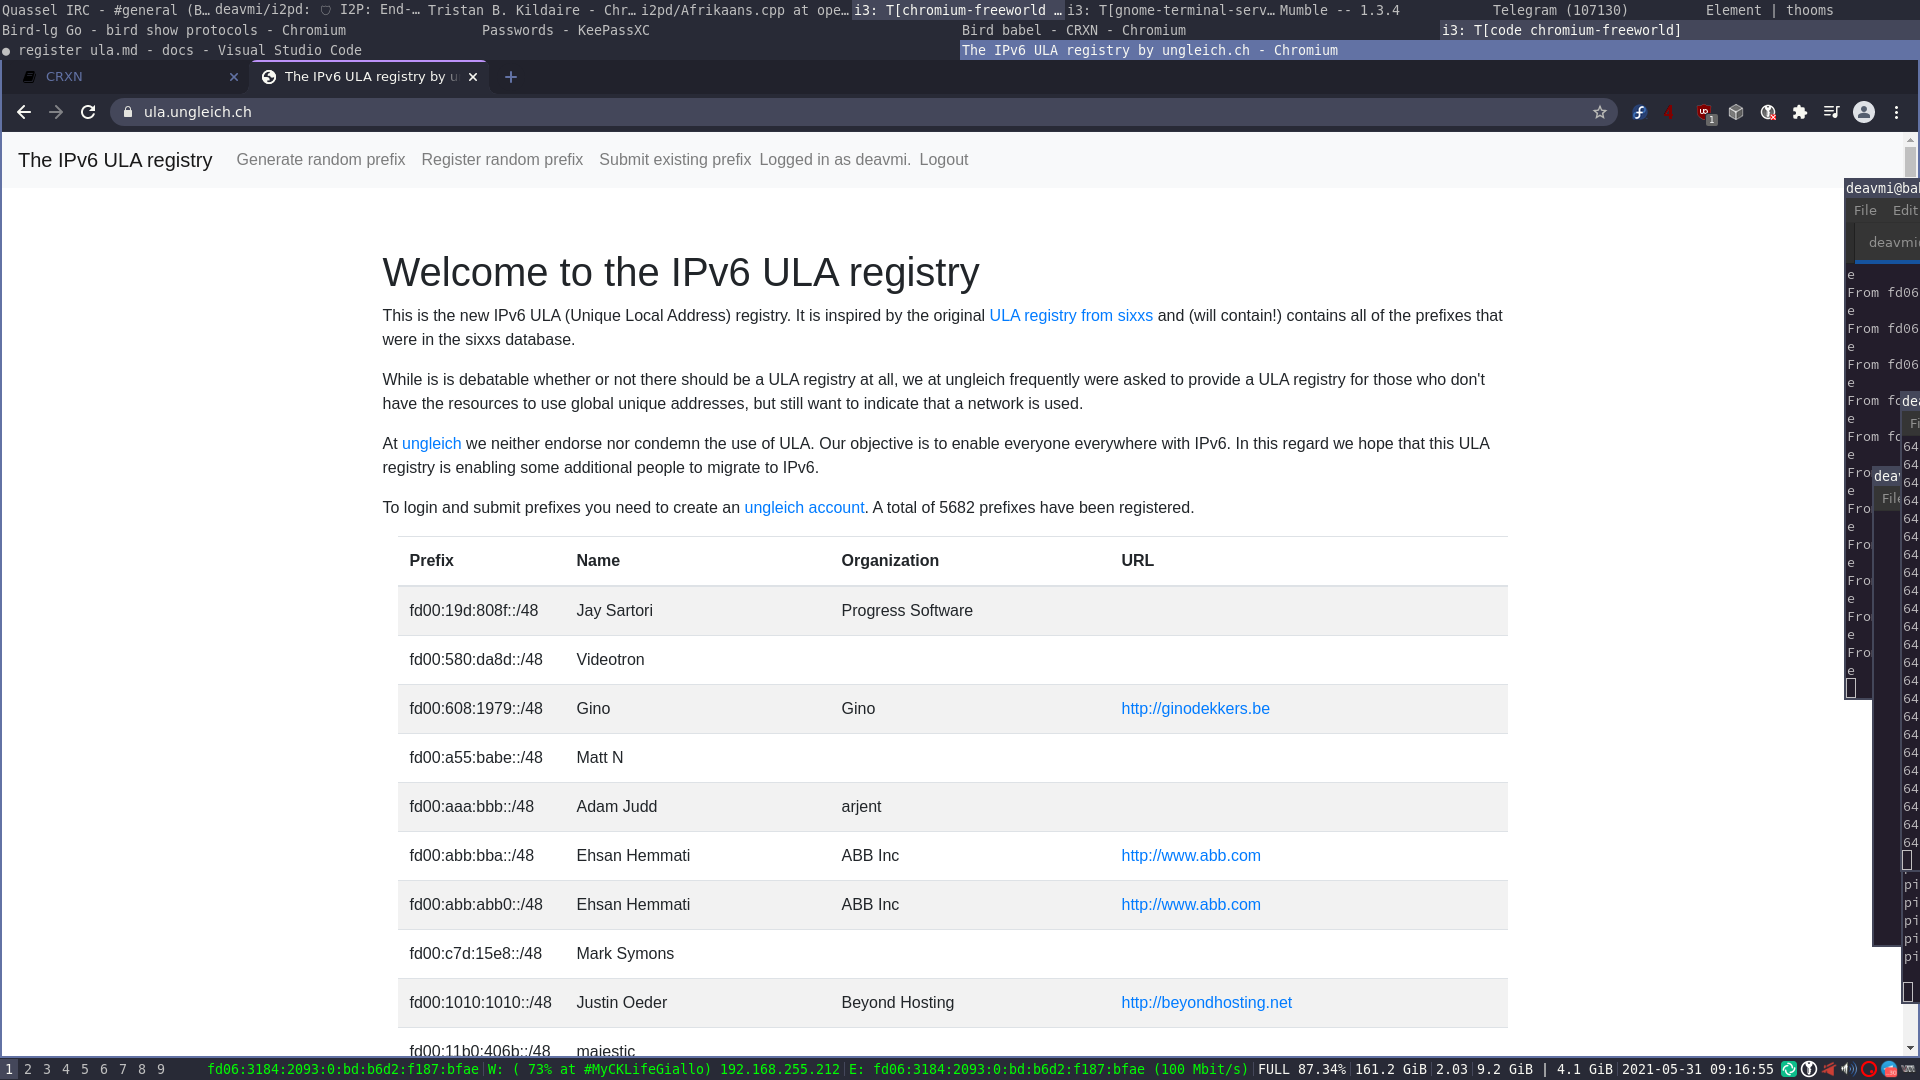 Quassel IRC - #general (B… deavmi/i2pd: 🛡 I2P: End-… Tristan B. Kildaire - Chr… i2pd/Afrikaans.cpp at ope… i3: T[chromium-freeworld … i3: T[gnome-terminal-serv… Mumble -- 1.3.4 Telegram (107130) Element | thooms
Bird-lg Go - bird show protocols - Chromium Passwords - KeePassXC Bird babel - CRXN - Chromium i3: T[code chromium-freeworld]
● register ula.md - docs - Visual Studio Code The IPv6 ULA registry by ungleich.ch - Chromium
CRXN The IPv6 ULA registry by u
ula.ungleich.ch
1
The IPv6 ULA registry Generate random prefix Register random prefix Submit existing prefix Logged in as deavmi. Logout
Welcome to the IPv6 ULA registry
This is the new IPv6 ULA (Unique Local Address) registry. It is inspired by the original ULA registry from sixxs and (will contain!) contains all of the prefixes that
were in the sixxs database.
While is is debatable whether or not there should be a ULA registry at all, we at ungleich frequently were asked to provide a ULA registry for those who don't
have the resources to use global unique addresses, but still want to indicate that a network is used.
At ungleich we neither endorse nor condemn the use of ULA. Our objective is to enable everyone everywhere with IPv6. In this regard we hope that this ULA
registry is enabling some additional people to migrate to IPv6.
To login and submit prefixes you need to create an ungleich account. A total of 5682 prefixes have been registered.
Prefix Name Organization URL
fd00:19d:808f::/48 Jay Sartori Progress Software
fd00:580:da8d::/48 Videotron
fd00:608:1979::/48 Gino Gino http://ginodekkers.be
fd00:a55:babe::/48 Matt N
fd00:aaa:bbb::/48 Adam Judd arjent
fd00:abb:bba::/48 Ehsan Hemmati ABB Inc http://www.abb.com
fd00:abb:abb0::/48 Ehsan Hemmati ABB Inc http://www.abb.com
fd00:c7d:15e8::/48 Mark Symons
fd00:1010:1010::/48 Justin Oeder Beyond Hosting http://beyondhosting.net
fd00:11b0:406b::/48 majestic
deavmi@ba
File Edit
deavmi
e
From fd06
e
From fd06
e
From fd06
e
1 2 3 4 5 6 7 8 9 fd06:3184:2093:0:bd:b6d2:f187:bfae W: ( 73% at #MyCKLifeGiallo) 192.168.255.212 E: fd06:3184:2093:0:bd:b6d2:f187:bfae (100 Mbit/s) FULL 87.34% 161.2 GiB 2.03 9.2 GiB | 4.1 GiB 2021-05-31 09:16:55